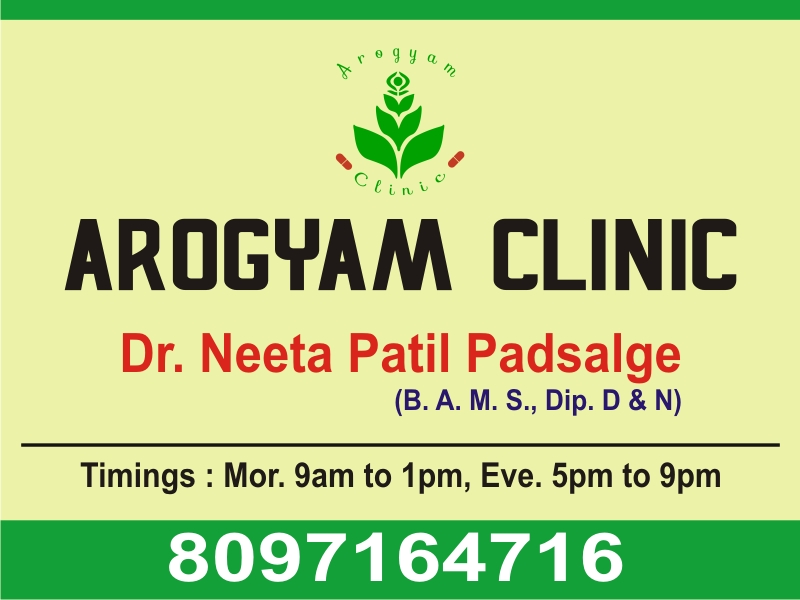 Arogyam
Clinic
AROGYAM CLINIC
Dr. Neeta Patil Padsalge
(B. A. M. S., Dip. D & N)
Timings : Mor. 9am to 1pm, Eve. 5pm to 9pm
8097164716